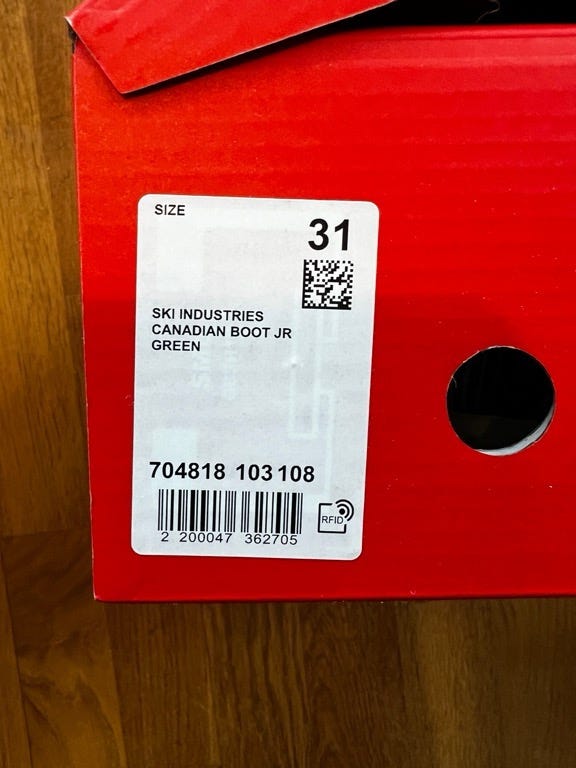 SIZE
31
SKI INDUSTRIES
CANADIAN BOOT JR
GREEN
704818 103 108
RFID
2 200047 362705